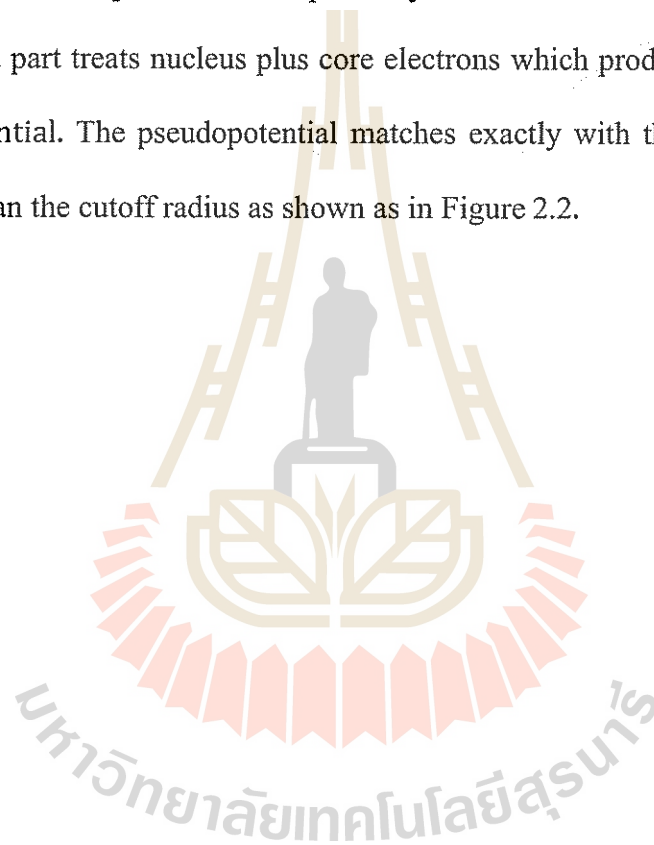 part treats nucleus plus core electrons which prod
ntial. The pseudopotential matches exactly with t
an the cutoff radius as shown as in Figure 2.2.
มหาวิทยาลัยเทคโนโลยีสุรนารี